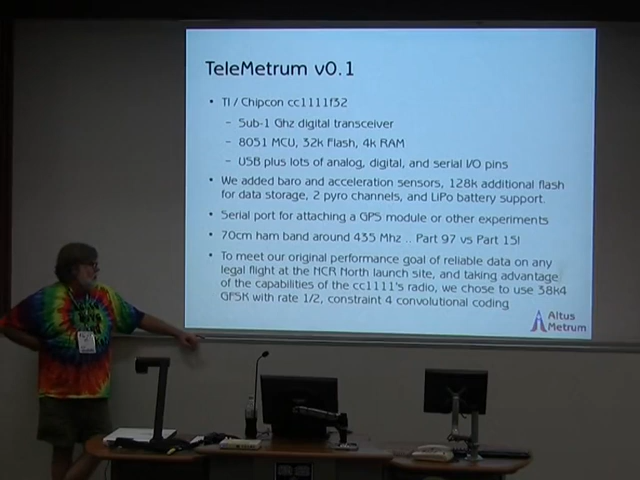 TeleMetrum v0.1
• TI / Chipcon cc1111f32
– Sub-1 Ghz digital transceiver
– 8051 MCU, 32k Flash, 4k RAM
– USB plus lots of analog, digital, and serial I/O pins
• We added baro and acceleration sensors, 128k additional flash
for data storage, 2 pyro channels, and LiPo battery support.
• Serial port for attaching a GPS module or other experiments
• 70cm ham band around 435 Mhz .. Part 97 vs Part 15!
• To meet our original performance goal of reliable data on any
legal flight at the NCR North launch site, and taking advantage
of the capabilities of the cc1111's radio, we chose to use 38k4
GFSK with rate 1/2, constraint 4 convolutional coding
Altus
Metrum